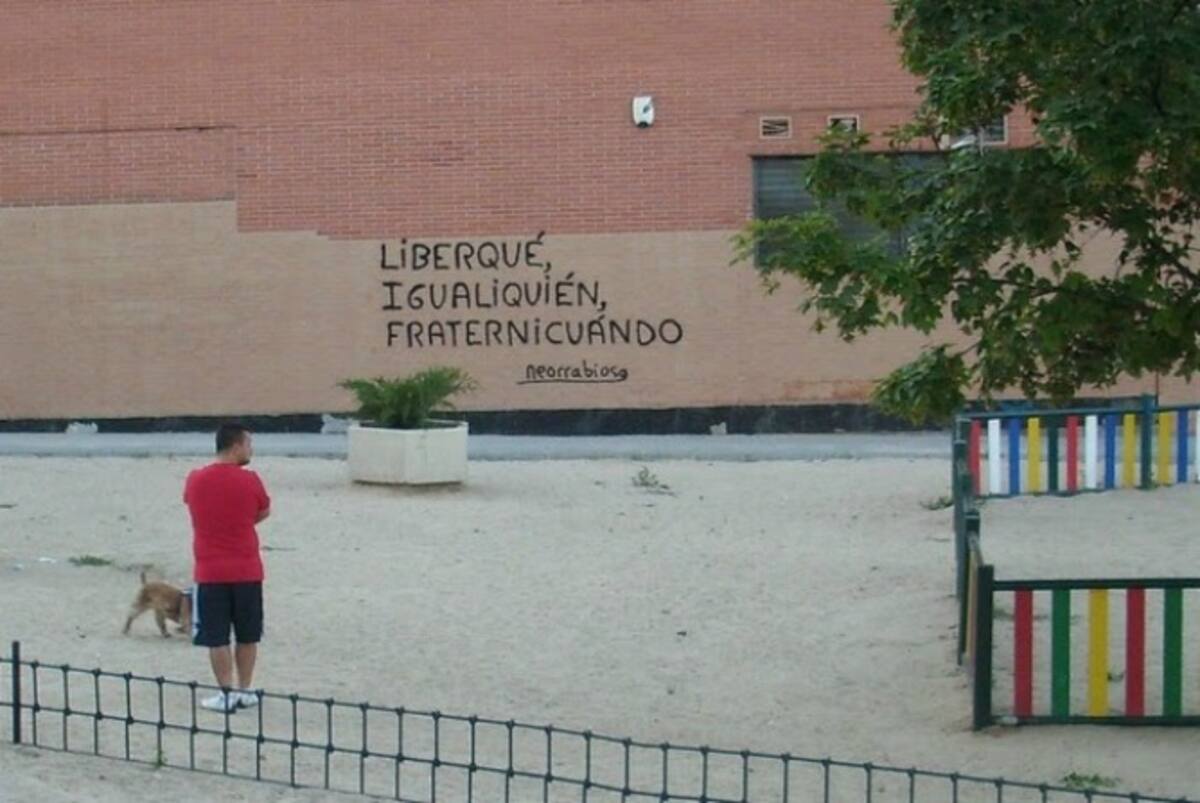 LIBERQUÉ,
IGUALIQUIÉN,
FRATERNICUÁNDO
neorrabioso